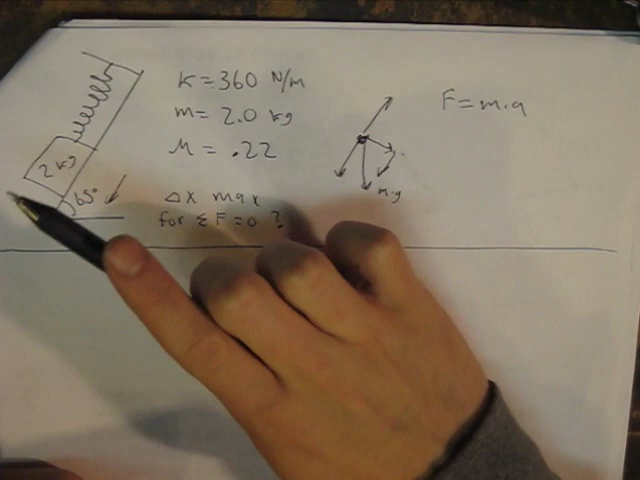 K = 360 N/m
m = 2.0 kg
μ = .22
Δx max
for ΣF = 0 ?
2 kg
65°
m·g
F = m·a